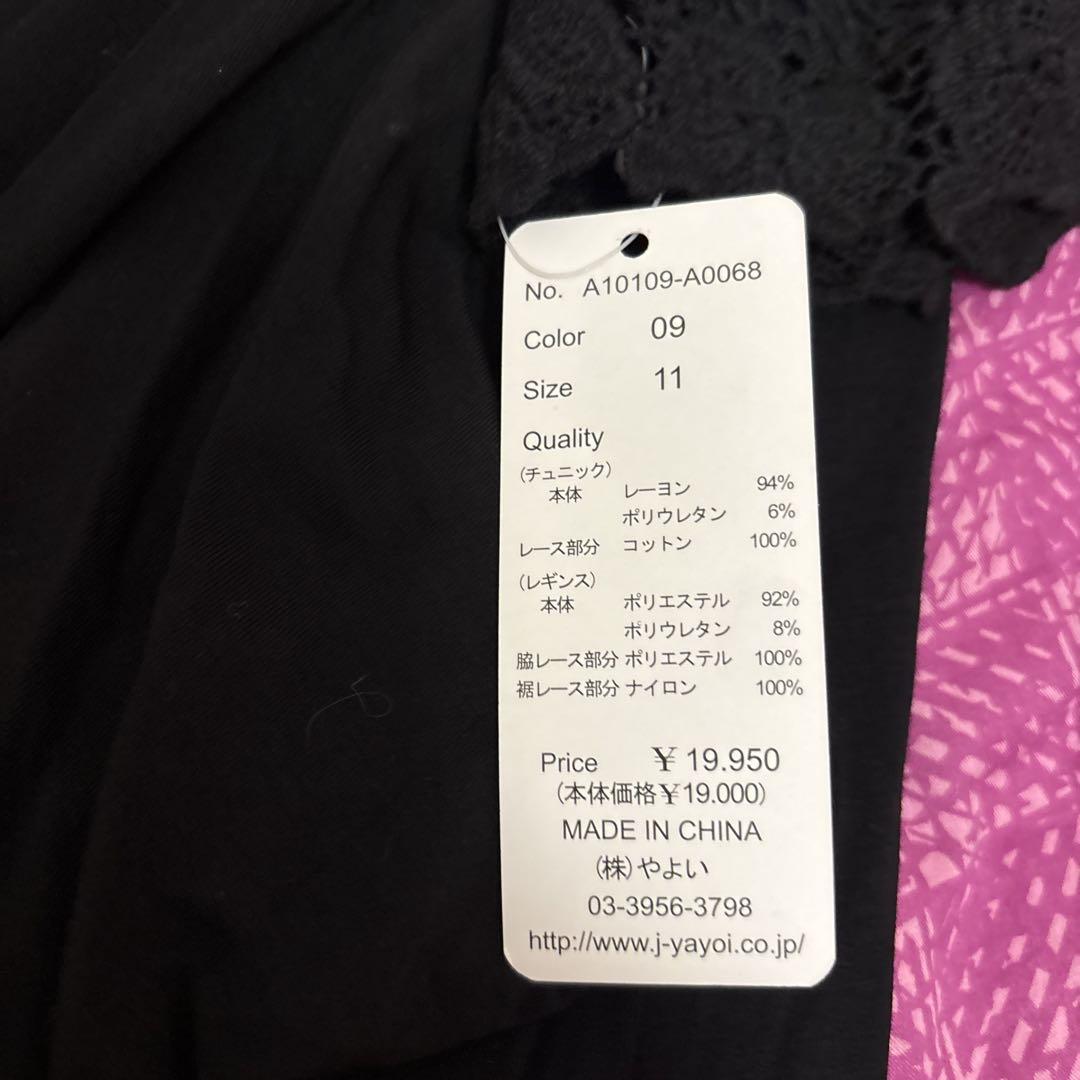 No. A10109-A0068
Color 09
Size 11
Quality
(チュニック)
本体 レーヨン 94%
ポリウレタン 6%
レース部分 コットン 100%
(レギンス)
本体 ポリエステル 92%
ポリウレタン 8%
脇レース部分 ポリエステル 100%
裾レース部分 ナイロン 100%
Price ￥19.950
(本体価格￥19.000)
MADE IN CHINA
(株)やよい
03-3956-3798
http://www.j-yayoi.co.jp/